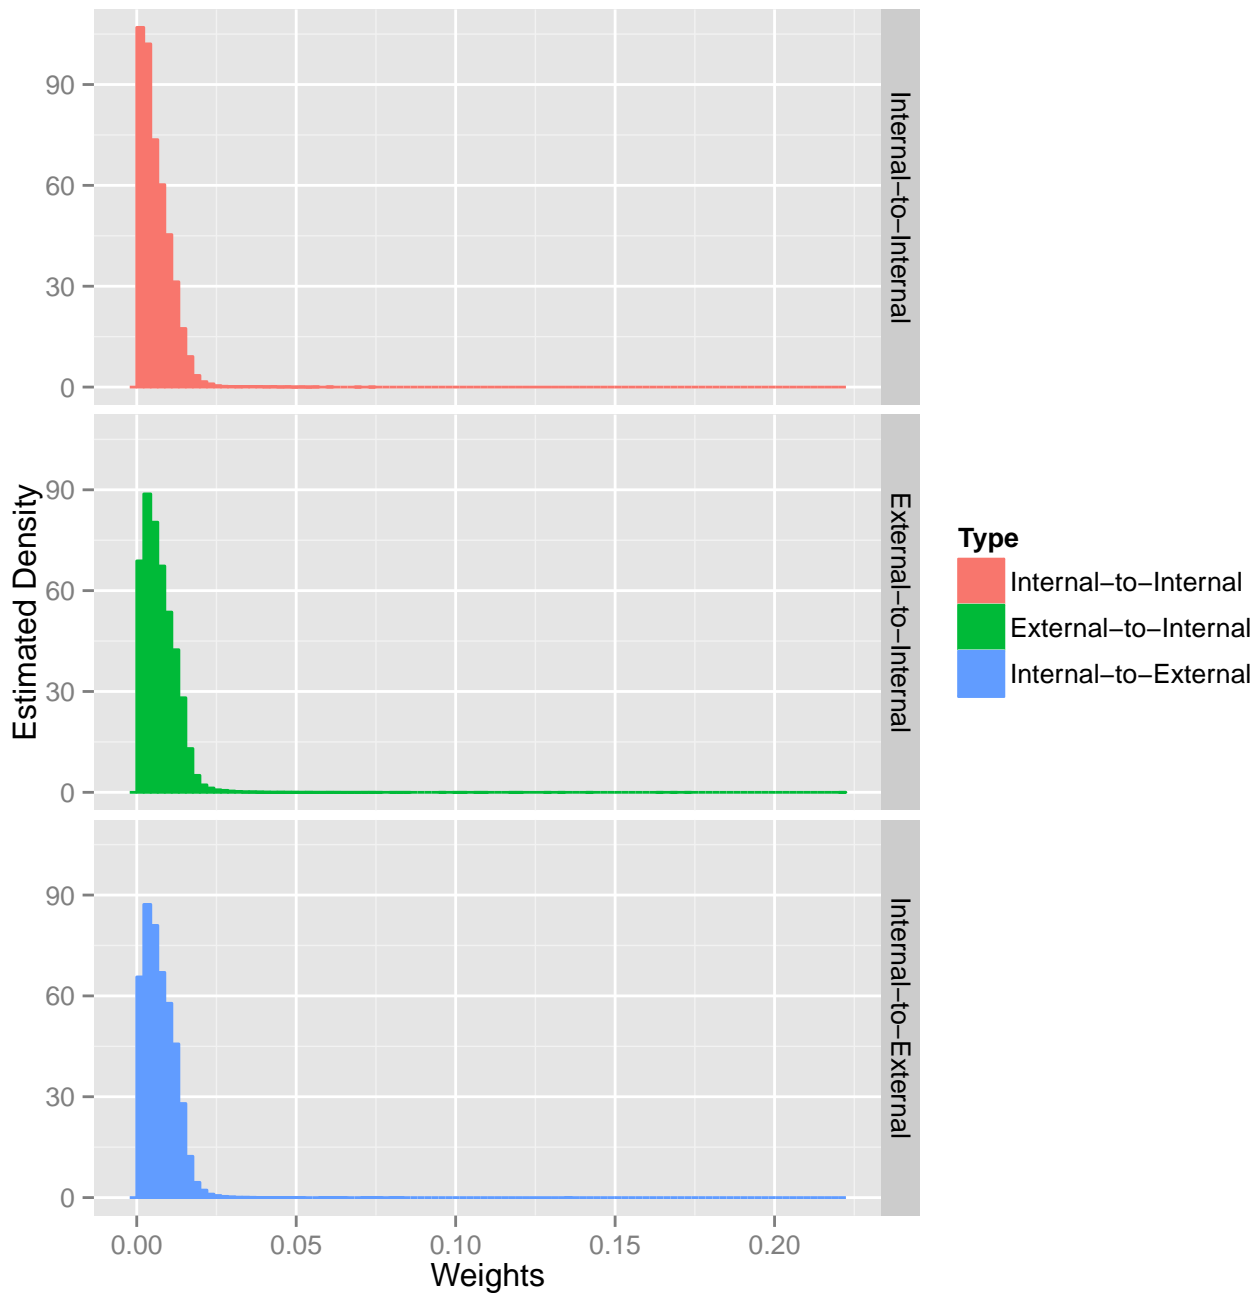 90
60
30
0
Internal−to−Internal
90
60
30
0
External−to−Internal
90
60
30
0
Internal−to−External
Estimated Density
0.00 0.05 0.10 0.15 0.20
Weights
Type
Internal−to−Internal
External−to−Internal
Internal−to−External